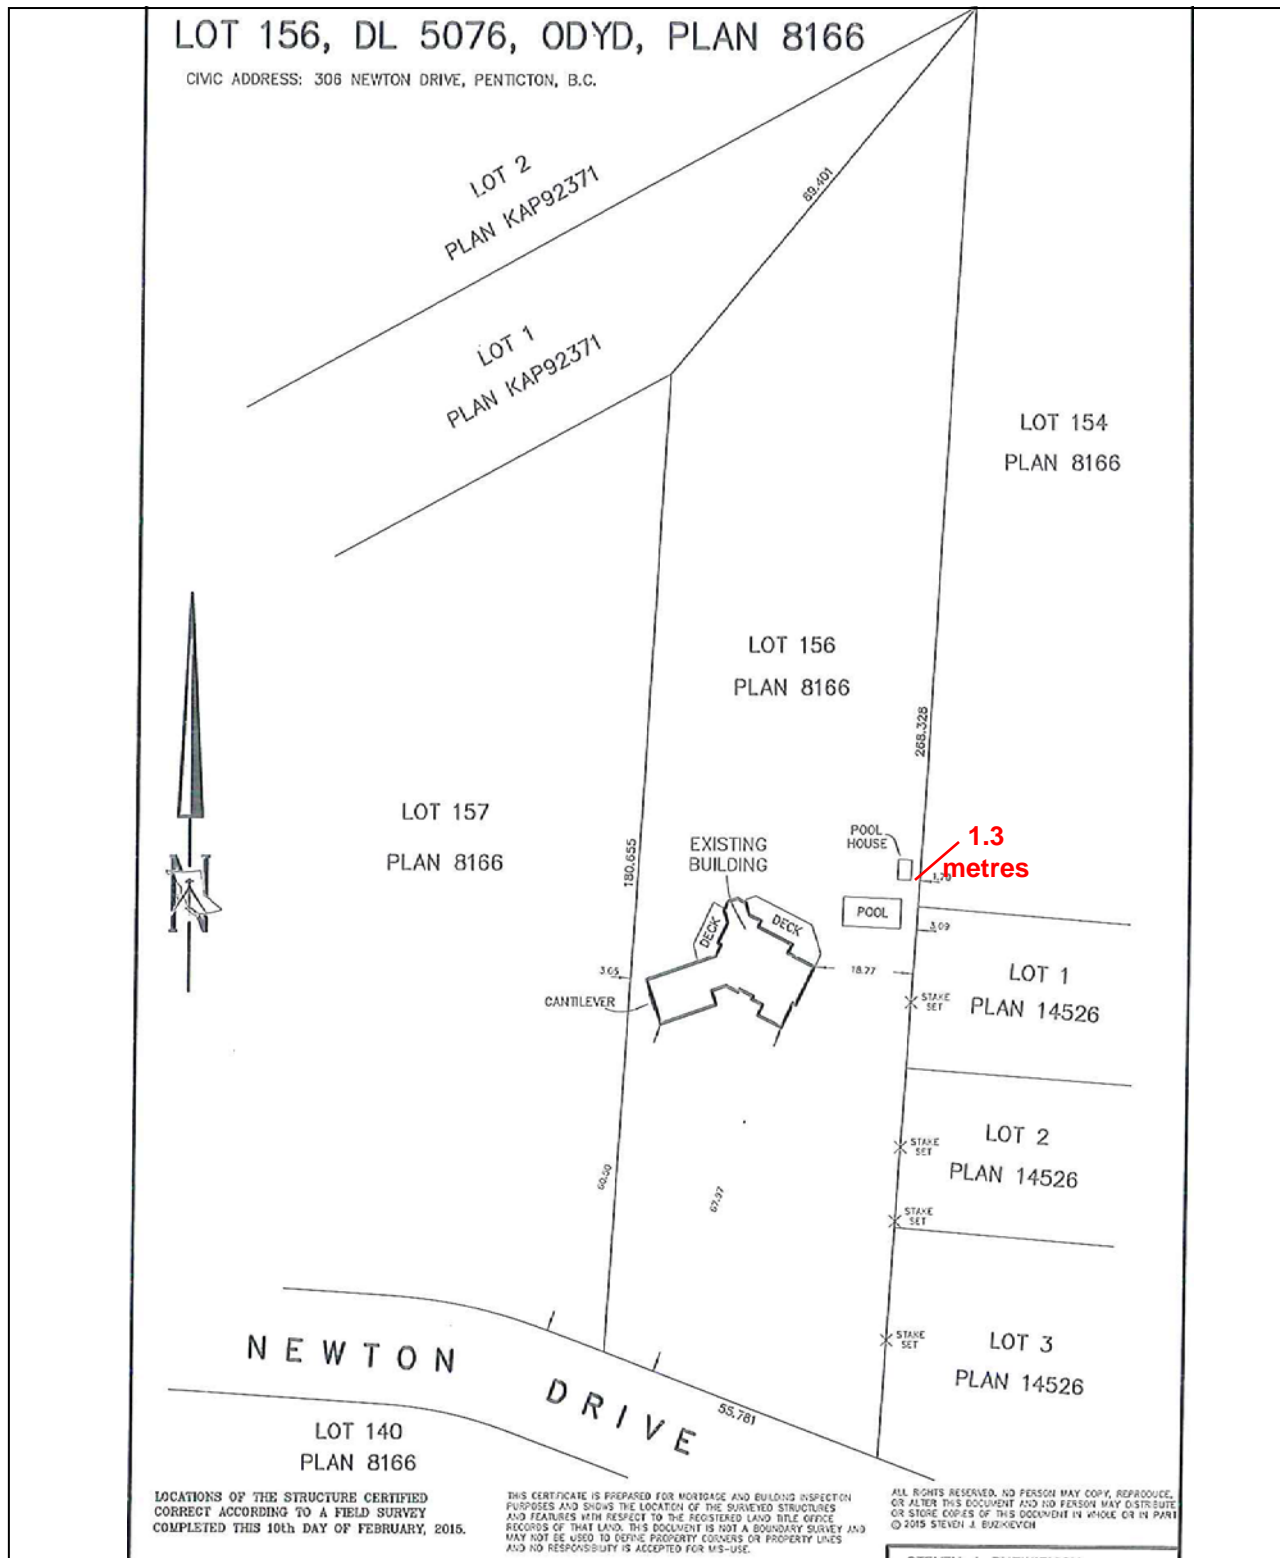 LOT 156, DL 5076, ODYD, PLAN 8166
CIVIC ADDRESS: 306 NEWTON DRIVE, PENTICTON, B.C.
LOT 2
PLAN KAP92371
89.401
LOT 1
PLAN KAP92371
LOT 154
PLAN 8166
LOT 156
PLAN 8166
268.328
LOT 157
PLAN 8166
180.655
EXISTING
BUILDING
POOL
HOUSE
1.3
metres
POOL
DECK
DECK
3.09
3.05
18.77
CANTILEVER
N
LOT 1
PLAN 14526
STAKE
SET
LOT 2
PLAN 14526
STAKE
SET
STAKE
SET
60.50
67.97
LOT 3
PLAN 14526
STAKE
SET
NEWTON
DRIVE
55.781
LOT 140
PLAN 8166
LOCATIONS OF THE STRUCTURE CERTIFIED
CORRECT ACCORDING TO A FIELD SURVEY
COMPLETED THIS 10th DAY OF FEBRUARY, 2015.
THIS CERTIFICATE IS PREPARED FOR MORTGAGE AND BUILDING INSPECTION
PURPOSES AND SHOWS THE LOCATION OF THE SURVEYED STRUCTURES
AND FEATURES WITH RESPECT TO THE REGISTERED LAND TITLE OFFICE
RECORDS OF THAT LAND. THIS DOCUMENT IS NOT A BOUNDARY SURVEY AND
MAY NOT BE USED TO DEFINE PROPERTY CORNERS OR PROPERTY LINES
AND NO RESPONSIBILITY IS ACCEPTED FOR MIS-USE.
ALL RIGHTS RESERVED. NO PERSON MAY COPY, REPRODUCE,
OR ALTER THIS DOCUMENT AND NO PERSON MAY DISTRIBUTE
OR STORE COPIES OF THIS DOCUMENT IN WHOLE OR IN PART
© 2015 STEVEN J. BUZIKIEVICH